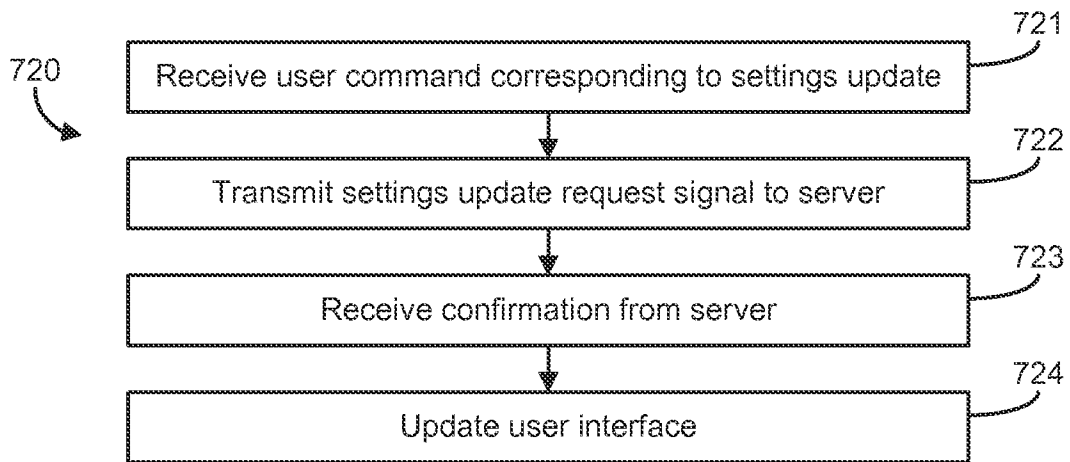 721
720
Receive user command corresponding to settings update
722
Transmit settings update request signal to server
723
Receive confirmation from server
724
Update user interface